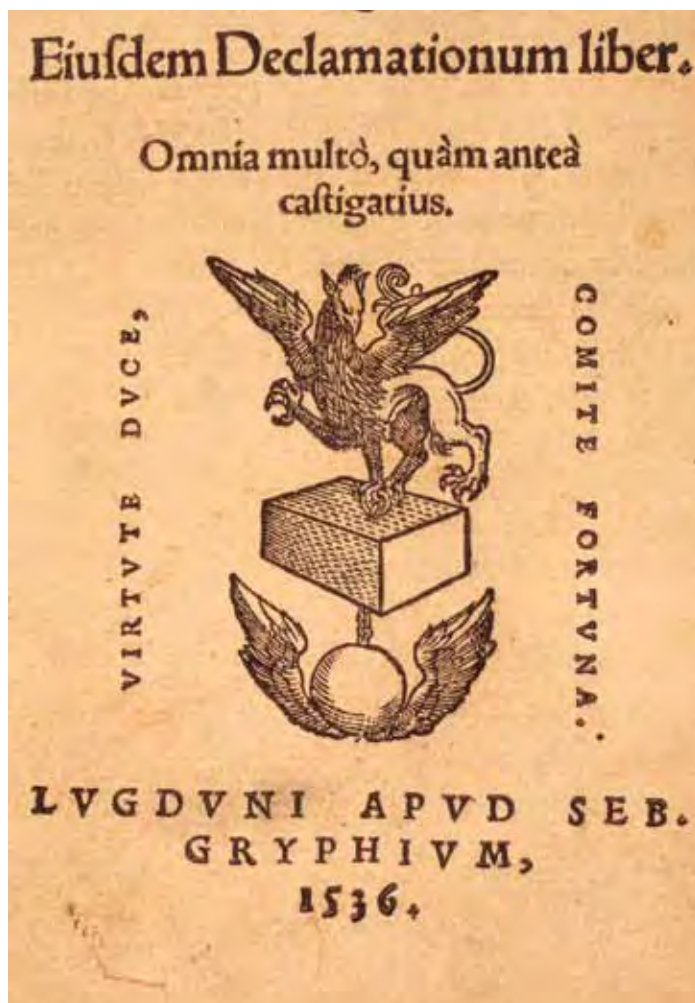 Eiuſdem Declamationum liber.
Omnia multò, quàm anteà
caſtigatius.
VIRTVTE DVCE,
COMITE FORTVNA.
LVGDVNI APVD SEB.
GRYPHIVM,
1536.